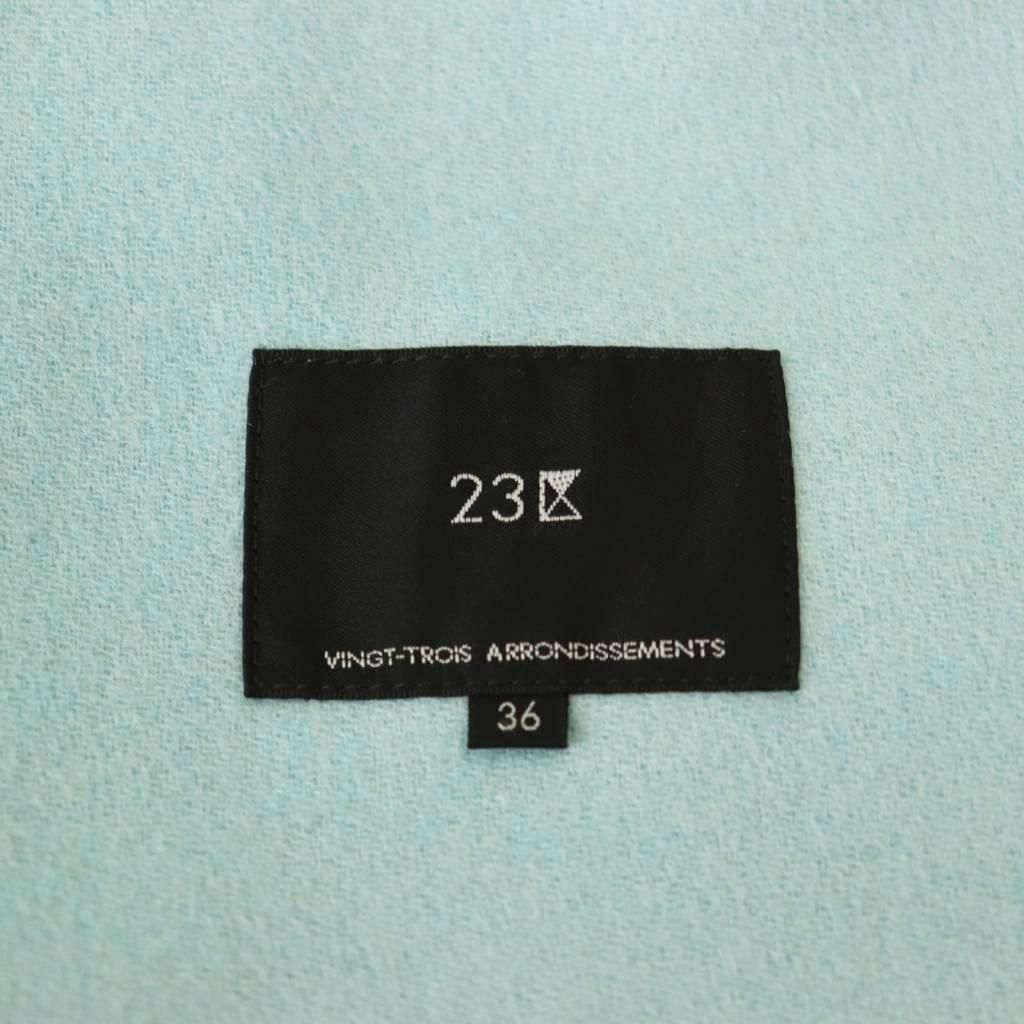 23区
VINGT-TROIS ARRONDISSEMENTS
36